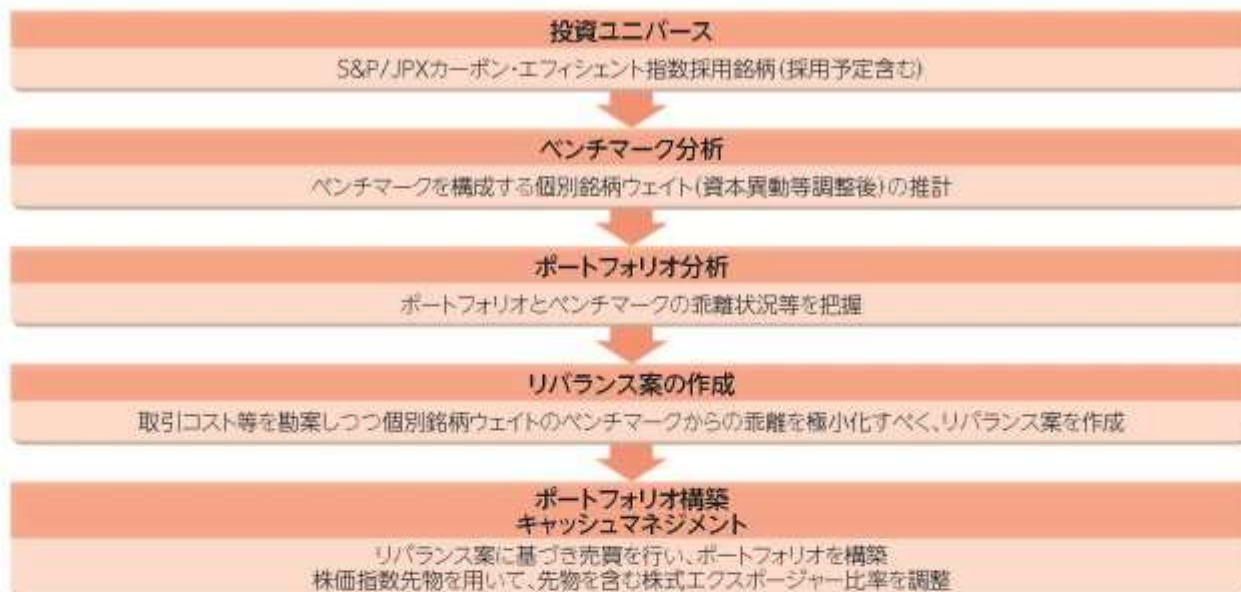 投資ユニバース
S&P/JPXカーボン・エフィシェント指数採用銘柄(採用予定含む)
ベンチマーク分析
ベンチマークを構成する個別銘柄ウェイト(資本異動等調整後)の推計
ポートフォリオ分析
ポートフォリオとベンチマークの乖離状況等を把握
リバランス案の作成
取引コスト等を勘案しつつ個別銘柄ウェイトのベンチマークからの乖離を極小化すべく、リバランス案を作成
ポートフォリオ構築
キャッシュマネジメント
リバランス案に基づき売買を行い、ポートフォリオを構築
株価指数先物を用いて、先物を含む株式エクスポージャー比率を調整